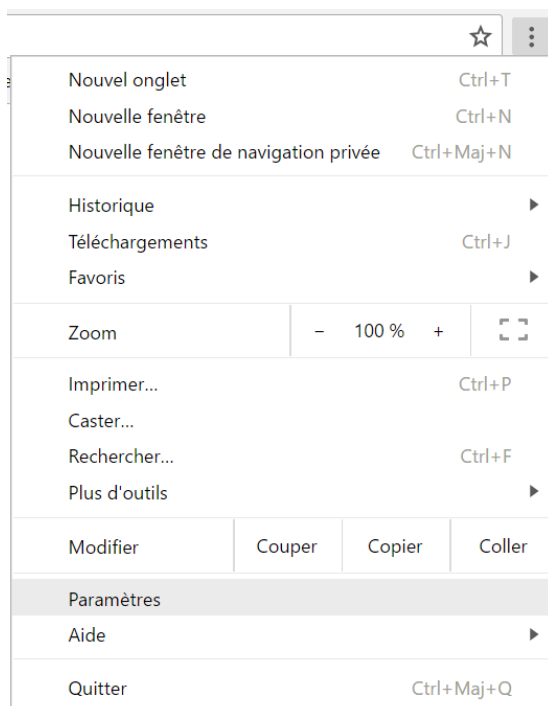 Nouvel onglet Ctrl+T
Nouvelle fenêtre Ctrl+N
Nouvelle fenêtre de navigation privée Ctrl+Maj+N
Historique
Téléchargements Ctrl+J
Favoris
Zoom - 100 % +
Imprimer... Ctrl+P
Caster...
Rechercher... Ctrl+F
Plus d'outils
Modifier Couper Copier Coller
Paramètres
Aide
Quitter Ctrl+Maj+Q